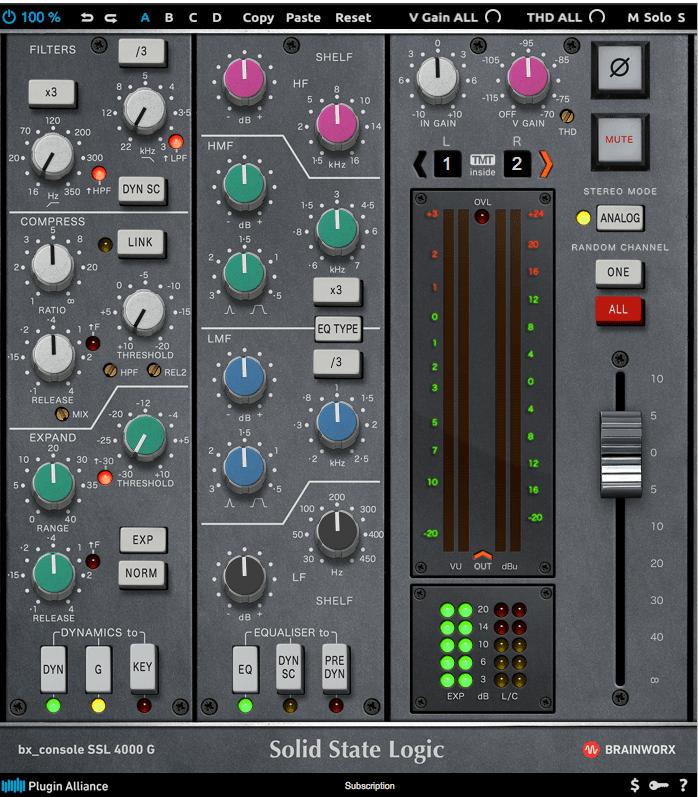 100 % A B C D Copy Paste Reset V Gain ALL THD ALL M Solo S
FILTERS
/3
x3
5
8 4
12 3·5
22 kHz 3
↑LPF
120
70 200
20 300
16 Hz 350
↑HPF
DYN SC
COMPRESS
LINK
5
3 8
2 20
1 ∞
RATIO
-5
0 -10
+5 -15
+10 -20
THRESHOLD
·4
·2 1
·15 2
·1 4
RELEASE
↑F
HPF REL2
MIX
EXPAND
-12
-20 -4
-25 +5
-30 +10
THRESHOLD
↑-30
20
10 30
5 35
0 40
RANGE
EXP
NORM
·4
·2 1
·15 2
·1 4
RELEASE
↑F
DYNAMICS to
DYN G KEY
SHELF
HF
- dB +
8
5 10
2 14
1·5 kHz 16
HMF
- dB +
3
1·5 4·5
·8 6
·6 kHz 7
1·5
2 1
3 ·5
x3
EQ TYPE
/3
LMF
- dB +
1
·8 1·5
·3 2
·2 kHz 2·5
1·5
2 1
3 ·5
200
100 300
50 400
30 Hz 450
LF
- dB +
SHELF
EQUALISER to
EQ DYN SC PRE DYN
0
3 3
6 6
-10 +10
IN GAIN
-95
-105 -85
-115 -75
OFF -70
V GAIN
THD
Ø
MUTE
L R
1 TMT inside 2
STEREO MODE
ANALOG
RANDOM CHANNEL
ONE
ALL
OVL
+3 +24
2 20
1 16
0 12
1 8
2 4
3 0
5 4
7 8
10 12
16
-20 -20
VU OUT dBu
10
5
0
5
10
20
30
40
∞
20
14
10
6
3
EXP dB L/C
bx_console SSL 4000 G Solid State Logic BRAINWORX
Plugin Alliance Subscription $ ?